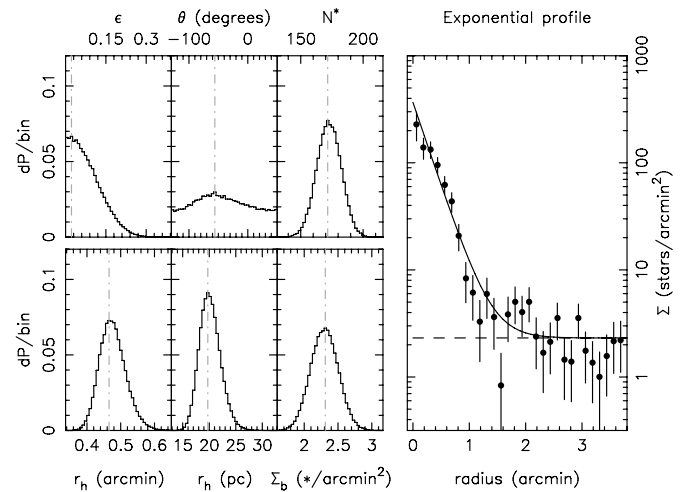 ϵ θ (degrees) N* Exponential profile
0.15 0.3 −100 −50 0 150 200
dP/bin 0 0.05 0.1
1 10 100 1000
Σ (stars/arcmin²)
dP/bin 0 0.05 0.1
0.4 0.5 0.6 15 20 25 30 2 2.5 3 0 1 2 3
r_h (arcmin) r_h (pc) Σ_b (*/arcmin²) radius (arcmin)